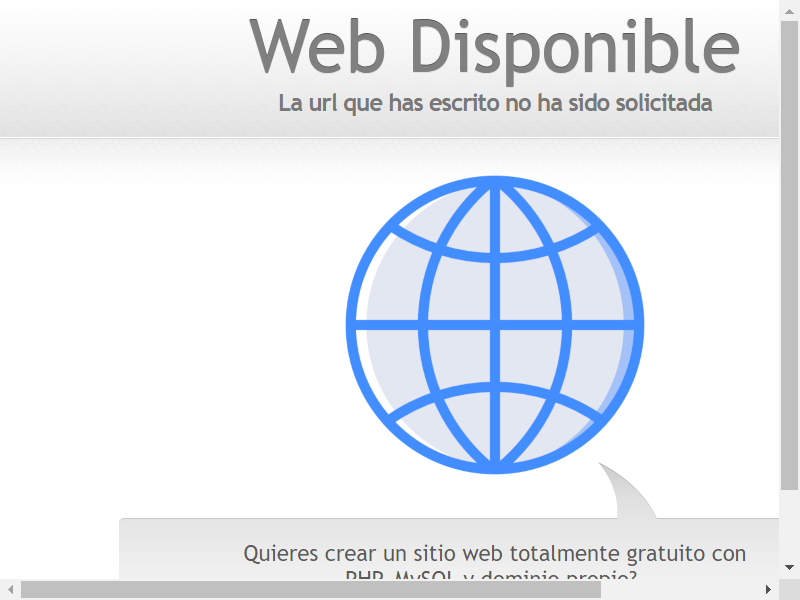 Web Disponible
La url que has escrito no ha sido solicitada
Quieres crear un sitio web totalmente gratuito con
PHP, MySQL y dominio propio?